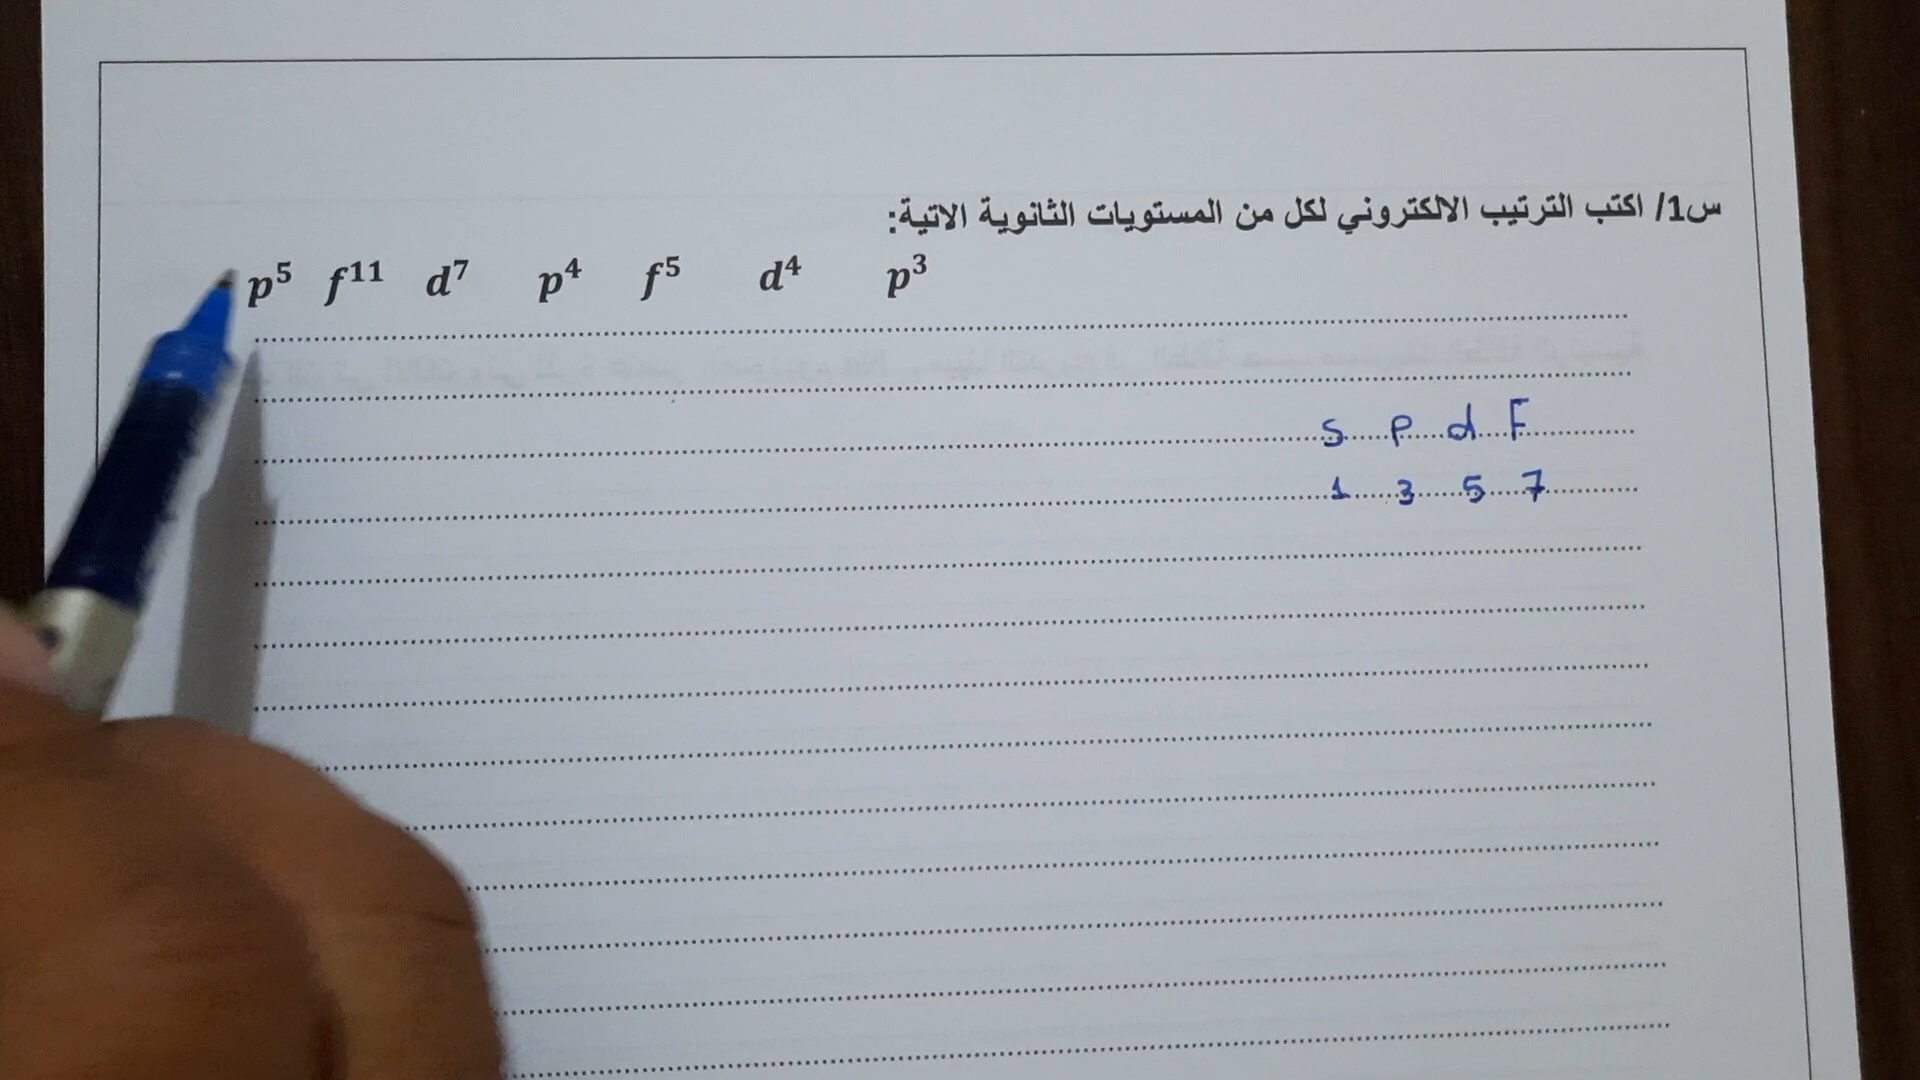 س1/ اكتب الترتيب الالكتروني لكل من المستويات الثانوية الاتية:
p⁵ f¹¹ d⁷ p⁴ f⁵ d⁴ p³
s p d F
1 3 5 7